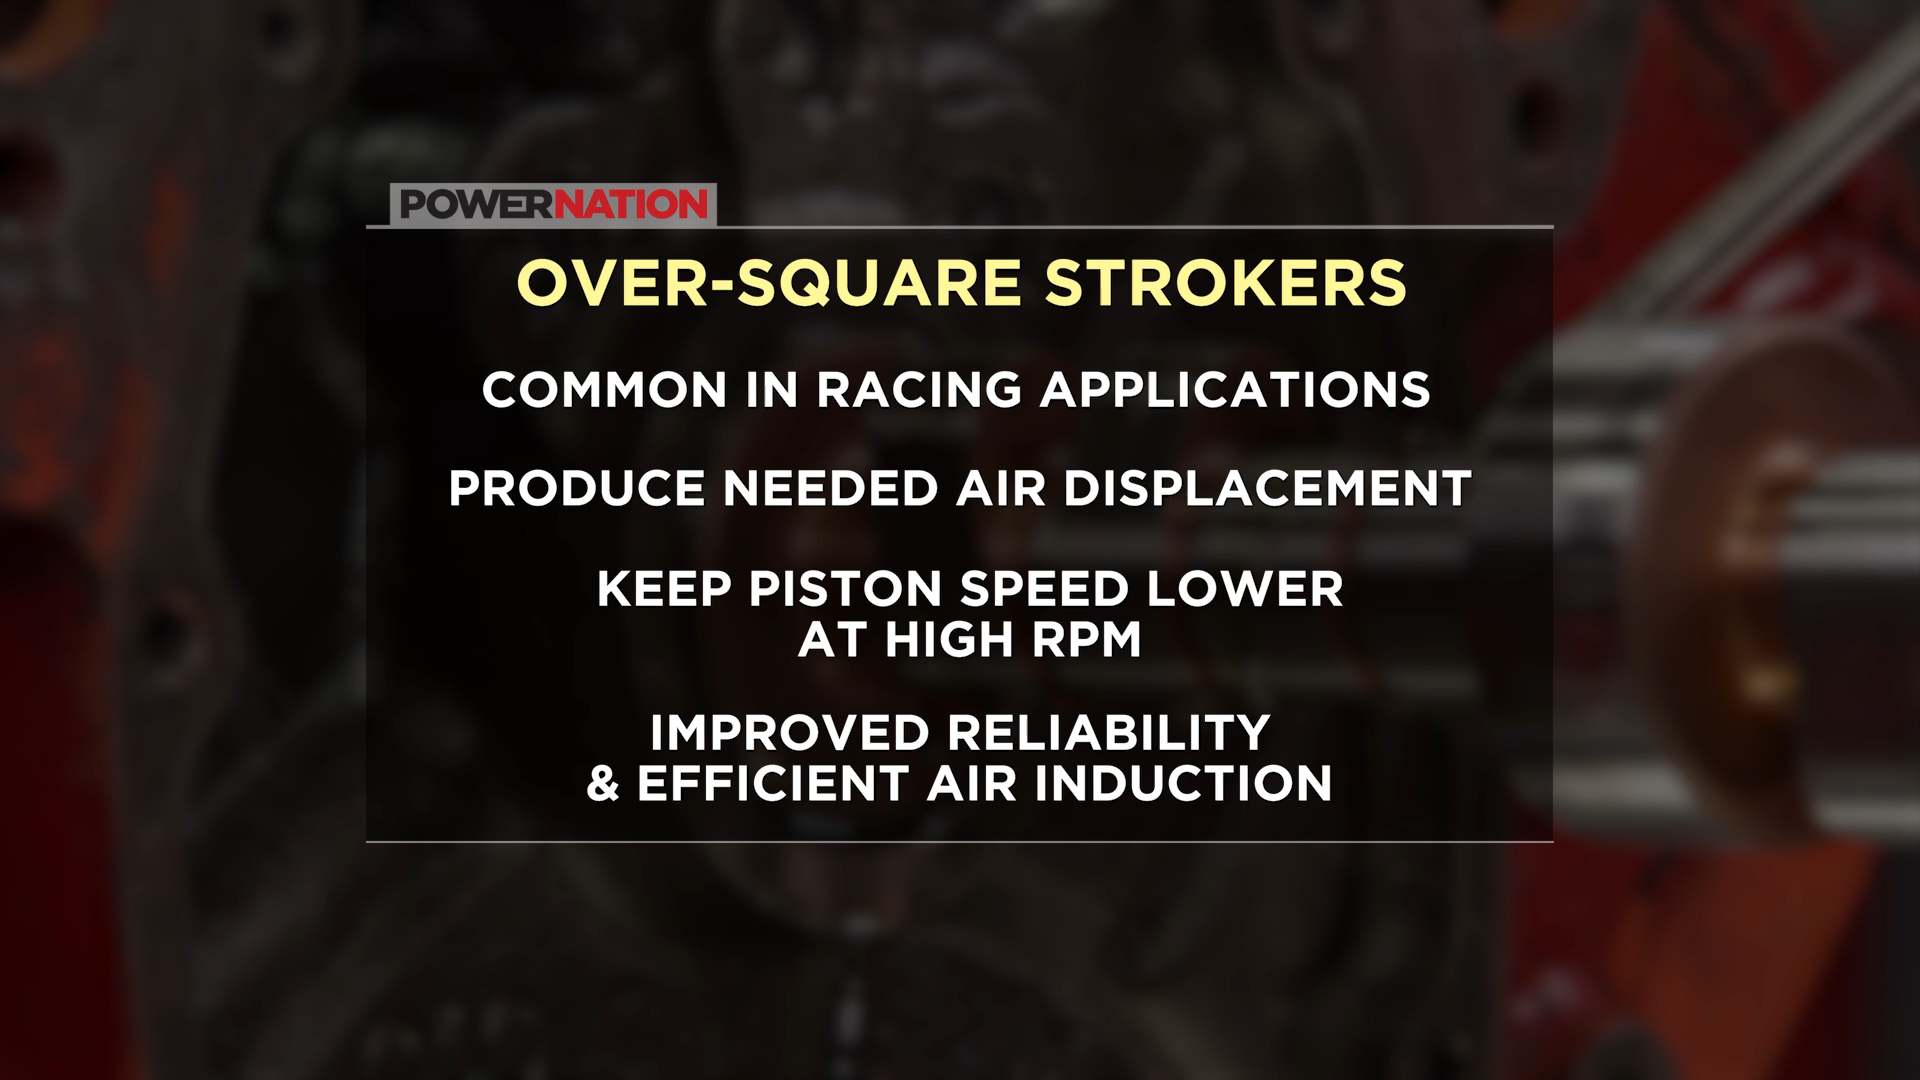 POWERNATION
OVER-SQUARE STROKERS
COMMON IN RACING APPLICATIONS
PRODUCE NEEDED AIR DISPLACEMENT
KEEP PISTON SPEED LOWER
AT HIGH RPM
IMPROVED RELIABILITY
& EFFICIENT AIR INDUCTION